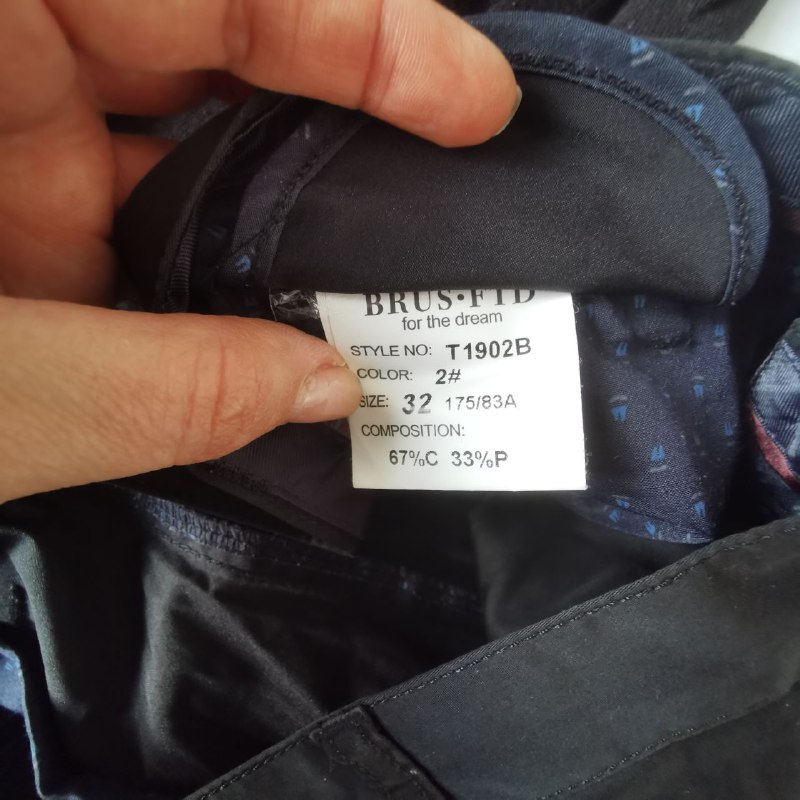 BRUS·FTD
for the dream
STYLE NO: T1902B
COLOR: 2#
SIZE: 32 175/83A
COMPOSITION:
67%C 33%P